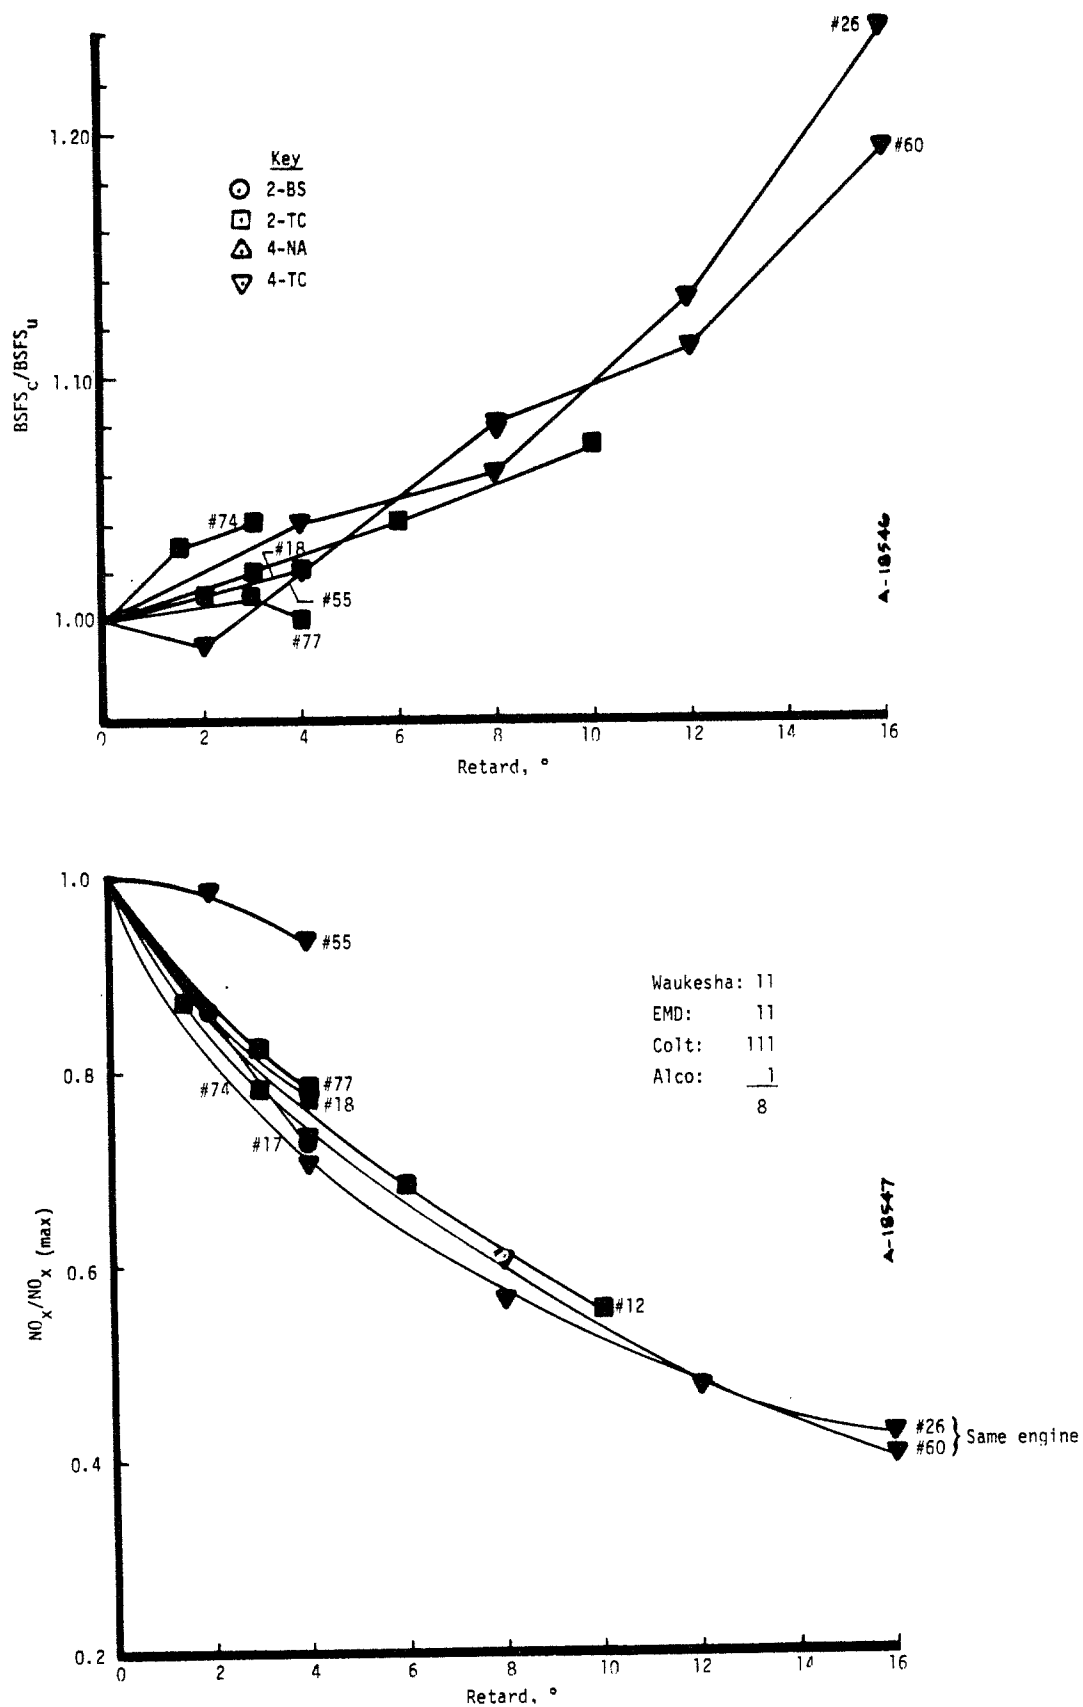 #26
1.20
#60
Key
2-BS
2-TC
4-NA
4-TC
BSFS_c/BSFS_u
1.10
#74
#18
#55
1.00
#77
A-18546
0 2 4 6 8 10 12 14 16
Retard, °
1.0
#55
Waukesha: 11
EMD: 11
Colt: 111
Alco: 1
8
0.8
#77
#74
#18
#17
A-18547
NO_x/NO_x (max)
0.6
#12
#26
Same engine
#60
0.4
0.2
0 2 4 6 8 10 12 14 16
Retard, °